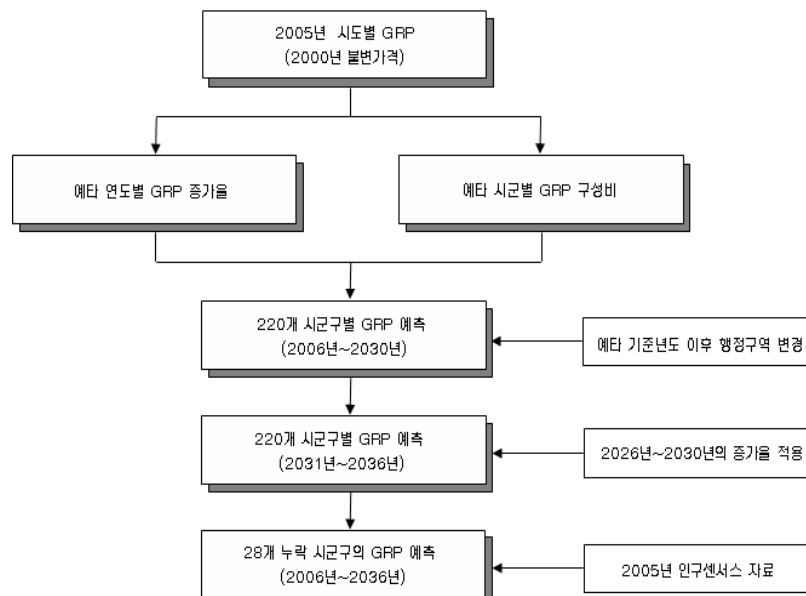 2005년 시도별 GRP
(2000년 불변가격)
예타 연도별 GRP 증가율
예타 시군별 GRP 구성비
220개 시군구별 GRP 예측
(2006년~2030년)
예타 기준년도 이후 행정구역 변경
220개 시군구별 GRP 예측
(2031년~2036년)
2026년~2030년의 증가율 적용
28개 누락 시군구의 GRP 예측
(2006년~2036년)
2005년 인구센서스 자료